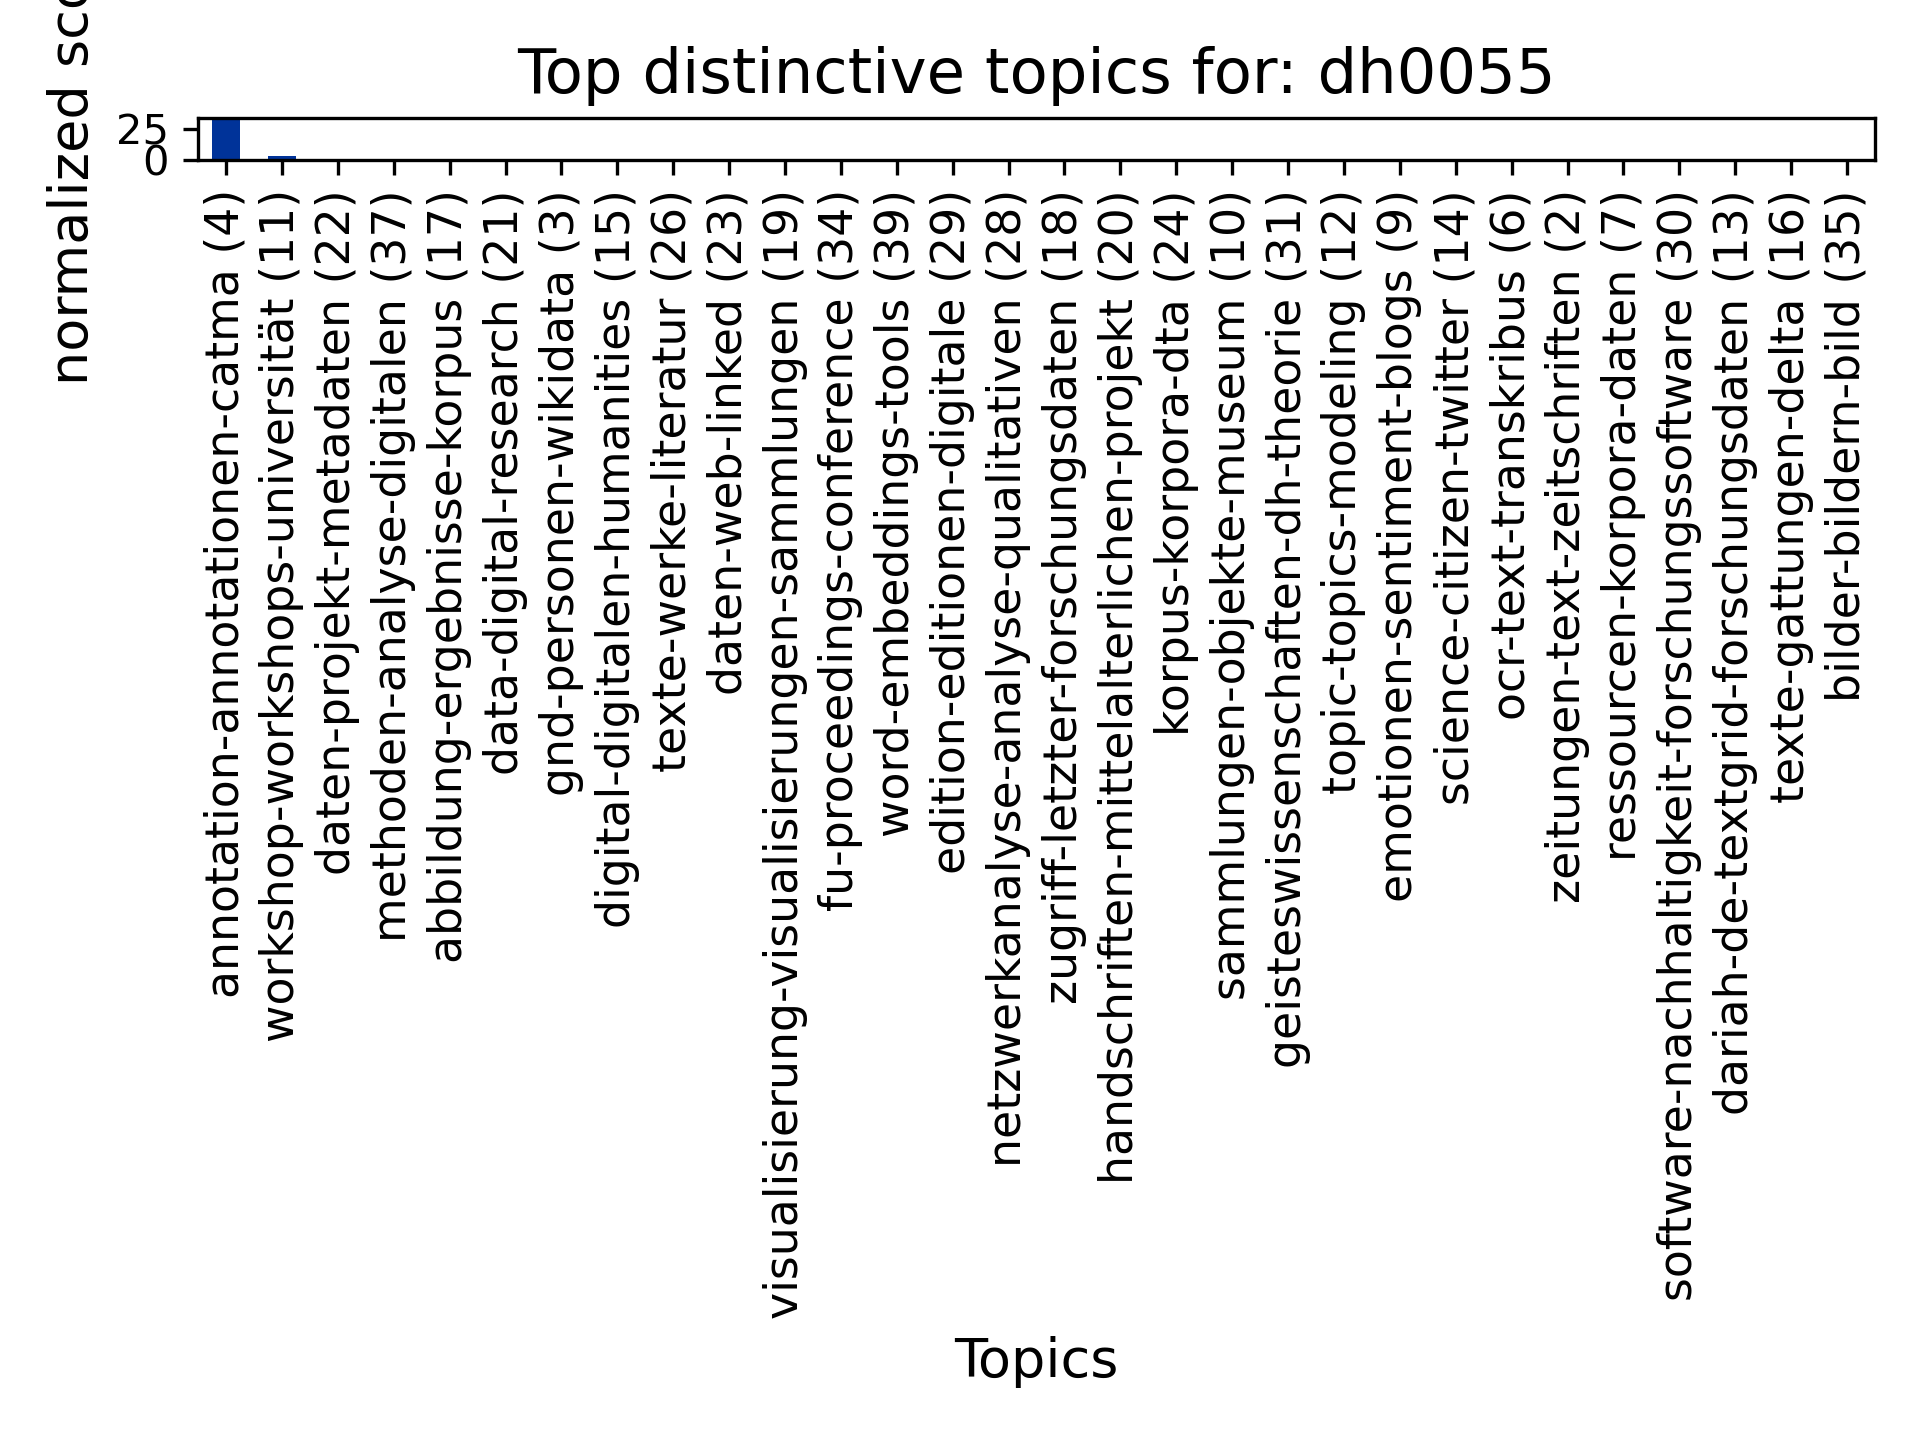 Top distinctive topics for: dh0055
normalized
25
0
annotation-annotationen-catma (4)
workshop-workshops-universität (11)
daten-projekt-metadaten (22)
methoden-analyse-digitalen (37)
abbildung-ergebnisse-korpus (17)
data-digital-research (21)
gnd-personen-wikidata (3)
digital-digitalen-humanities (15)
texte-werke-literatur (26)
daten-web-linked (23)
visualisierung-visualisierungen-sammlungen (19)
fu-proceedings-conference (34)
word-embeddings-tools (39)
edition-editionen-digitale (29)
netzwerkanalyse-analyse-qualitativen (28)
zugriff-letzter-forschungsdaten (18)
handschriften-mittelalterlichen-projekt (20)
korpus-korpora-dta (24)
sammlungen-objekte-museum (10)
geisteswissenschaften-dh-theorie (31)
topic-topics-modeling (12)
emotionen-sentiment-blogs (9)
science-citizen-twitter (14)
ocr-text-transkribus (6)
zeitungen-text-zeitschriften (2)
ressourcen-korpora-daten (7)
software-nachhaltigkeit-forschungssoftware (30)
dariah-de-textgrid-forschungsdaten (13)
texte-gattungen-delta (16)
bilder-bildern-bild (35)
Topics